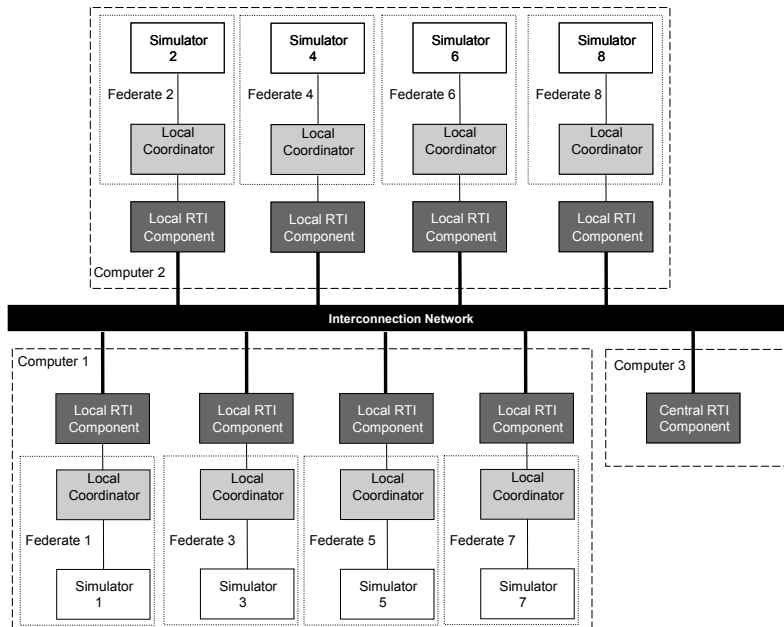 Simulator
2
Simulator
4
Simulator
6
Simulator
8
Federate 2
Federate 4
Federate 6
Federate 8
Local
Coordinator
Local
Coordinator
Local
Coordinator
Local
Coordinator
Local RTI
Component
Local RTI
Component
Local RTI
Component
Local RTI
Component
Computer 2
Interconnection Network
Computer 1
Computer 3
Local RTI
Component
Local RTI
Component
Local RTI
Component
Local RTI
Component
Central RTI
Component
Local
Coordinator
Local
Coordinator
Local
Coordinator
Local
Coordinator
Federate 1
Federate 3
Federate 5
Federate 7
Simulator
1
Simulator
3
Simulator
5
Simulator
7